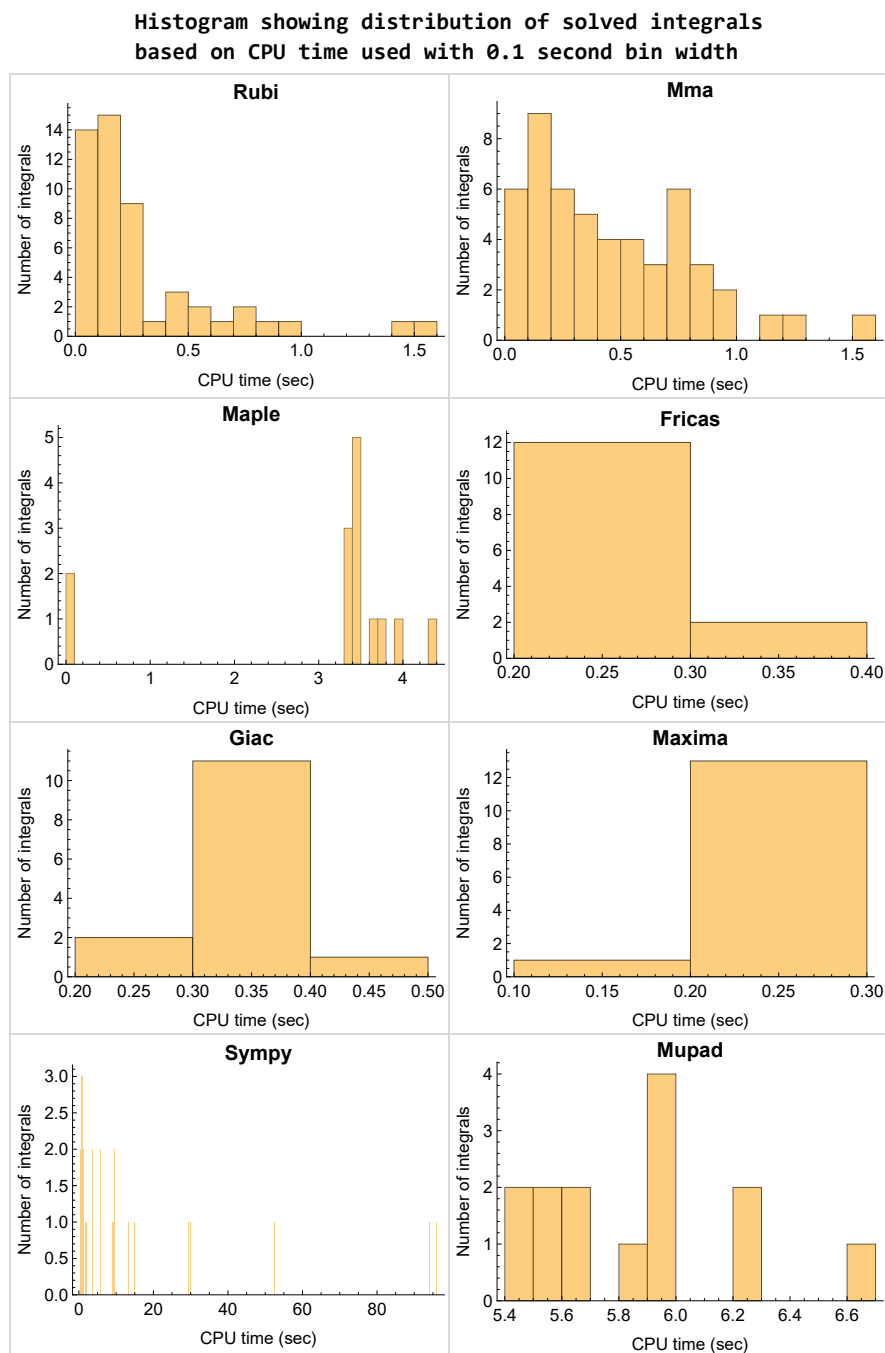 Histogram showing distribution of solved integrals
based on CPU time used with 0.1 second bin width
Rubi
Number of integrals
14
12
10
8
6
4
2
0
0.0 0.5 1.0 1.5
CPU time (sec)
Mma
Number of integrals
8
6
4
2
0
0.0 0.5 1.0 1.5
CPU time (sec)
Maple
Number of integrals
5
4
3
2
1
0
0 1 2 3 4
CPU time (sec)
Fricas
Number of integrals
12
10
8
6
4
2
0
0.20 0.25 0.30 0.35 0.40
CPU time (sec)
Giac
Number of integrals
10
8
6
4
2
0
0.20 0.25 0.30 0.35 0.40 0.45 0.50
CPU time (sec)
Maxima
Number of integrals
12
10
8
6
4
2
0
0.10 0.15 0.20 0.25 0.30
CPU time (sec)
Sympy
Number of integrals
3.0
2.5
2.0
1.5
1.0
0.5
0.0
0 20 40 60 80
CPU time (sec)
Mupad
Number of integrals
4
3
2
1
0
5.4 5.6 5.8 6.0 6.2 6.4 6.6
CPU time (sec)